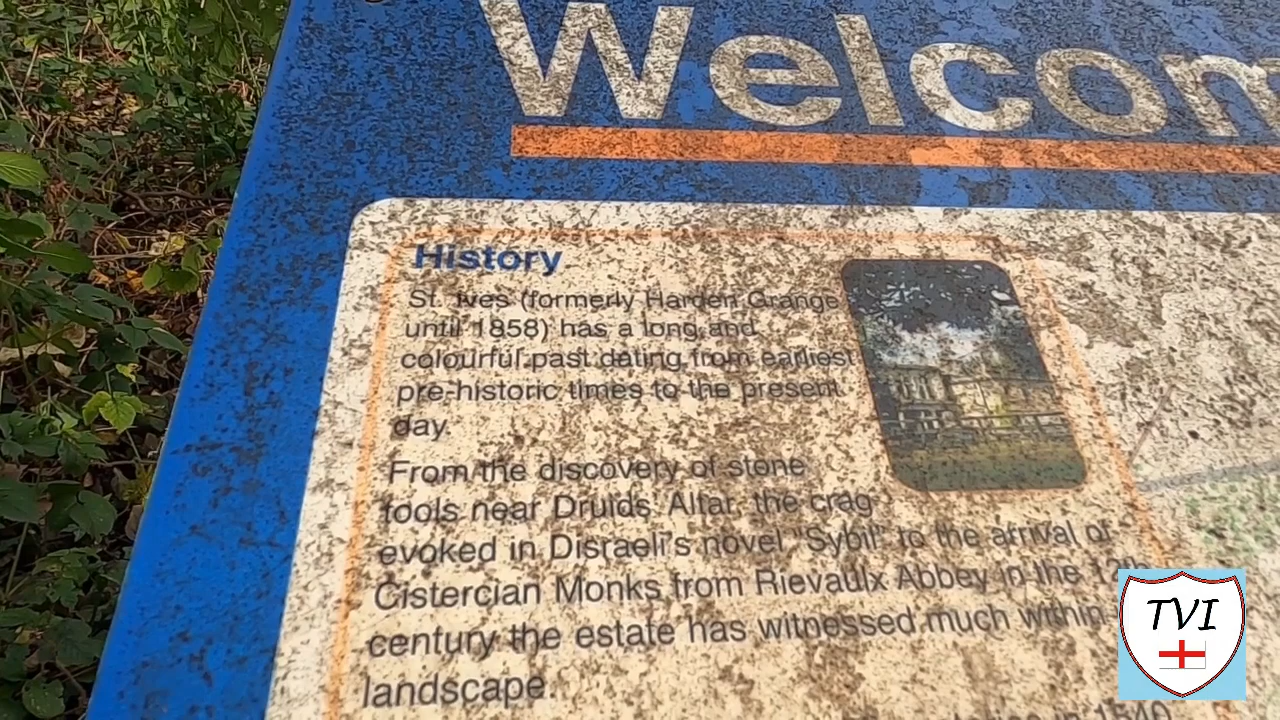 Welcom
History
St. Ives (formerly Harden Grange
until 1858) has a long and
colourful past dating from earliest
pre-historic times to the present
day.
From the discovery of stone
tools near Druids Altar, the crag
evoked in Disraeli's novel "Sybil" to the arrival of
Cistercian Monks from Rievaulx Abbey in the
century the estate has witnessed much within
landscape.
in 1540
TVI